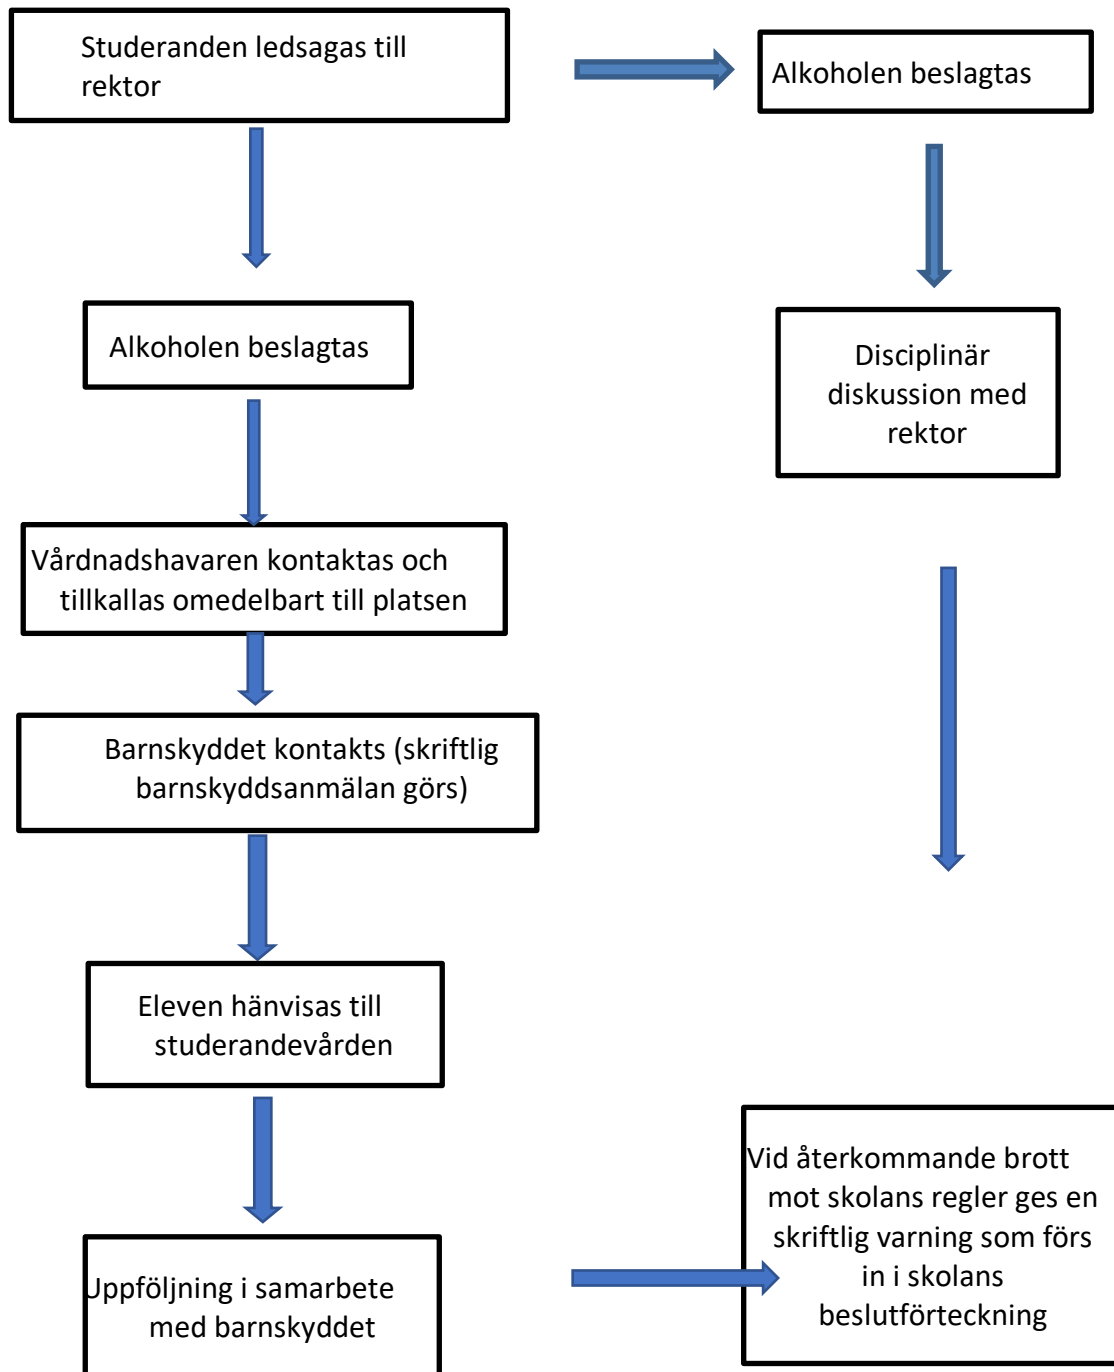 Studeranden ledsagas till
rektor
Alkoholen beslagtas
Alkoholen beslagtas
Disciplinär
diskussion med
rektor
Vårdnadshavaren kontaktas och
tillkallas omedelbart till platsen
Barnskyddet kontakts (skriftlig
barnskyddsanmälan görs)
Eleven hänvisas till
studerandevården
Uppföljning i samarbete
med barnskyddet
Vid återkommande brott
mot skolans regler ges en
skriftlig varning som förs
in i skolans
beslutförteckning